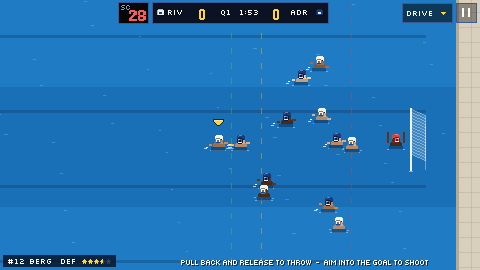 SC 28
RIV 0 Q1 1:53 0 ADR
DRIVE
#12 BERG DEF
PULL BACK AND RELEASE TO THROW - AIM INTO THE GOAL TO SHOOT